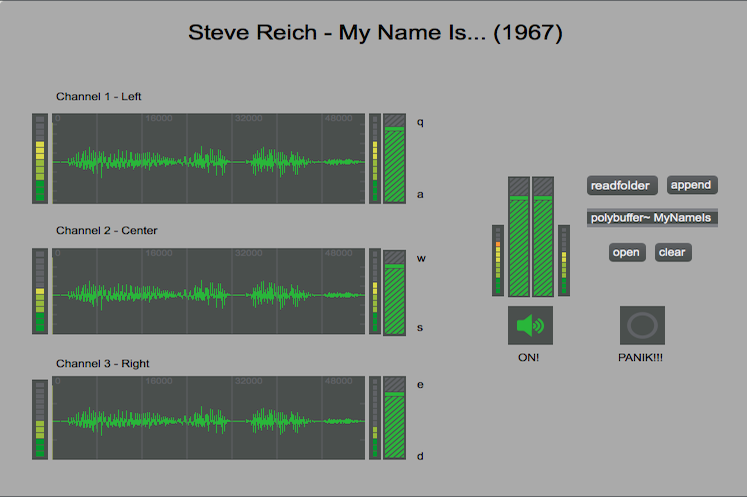 Steve Reich - My Name Is... (1967)
Channel 1 - Left
0 16000 32000 48000
q
a
Channel 2 - Center
0 16000 32000 48000
w
s
Channel 3 - Right
0 16000 32000 48000
e
d
readfolder append
polybuffer~ MyNameIs
open clear
ON! PANIK!!!